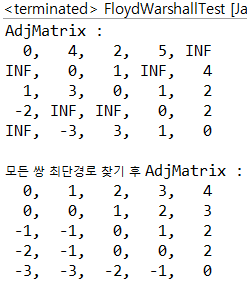 <terminated> FloydWarshallTest [Ja
AdjMatrix :
0, 4, 2, 5, INF
INF, 0, 1, INF, 4
1, 3, 0, 1, 2
-2, INF, INF, 0, 2
INF, -3, 3, 1, 0
모든 쌍 최단경로 찾기 후 AdjMatrix :
0, 1, 2, 3, 4
0, 0, 1, 2, 3
-1, -1, 0, 1, 2
-2, -1, 0, 0, 2
-3, -3, -2, -1, 0